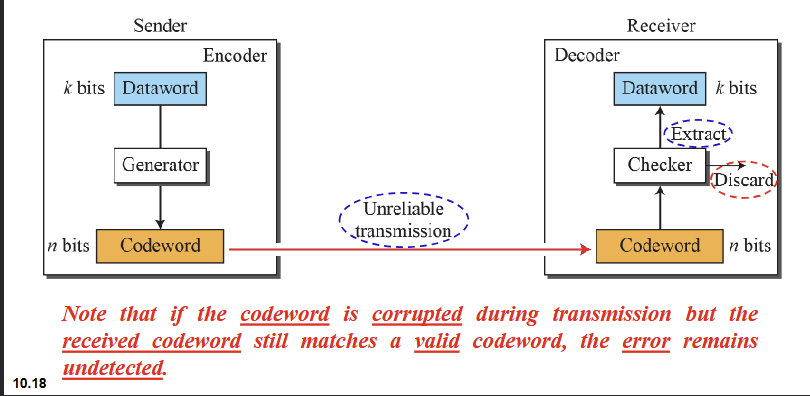 Sender
Receiver
Encoder
Decoder
k bits Dataword
Dataword k bits
Extract
Generator
Checker
Discard
Unreliable
transmission
n bits Codeword
Codeword n bits
Note that if the codeword is corrupted during transmission but the
received codeword still matches a valid codeword, the error remains
undetected.
10.18